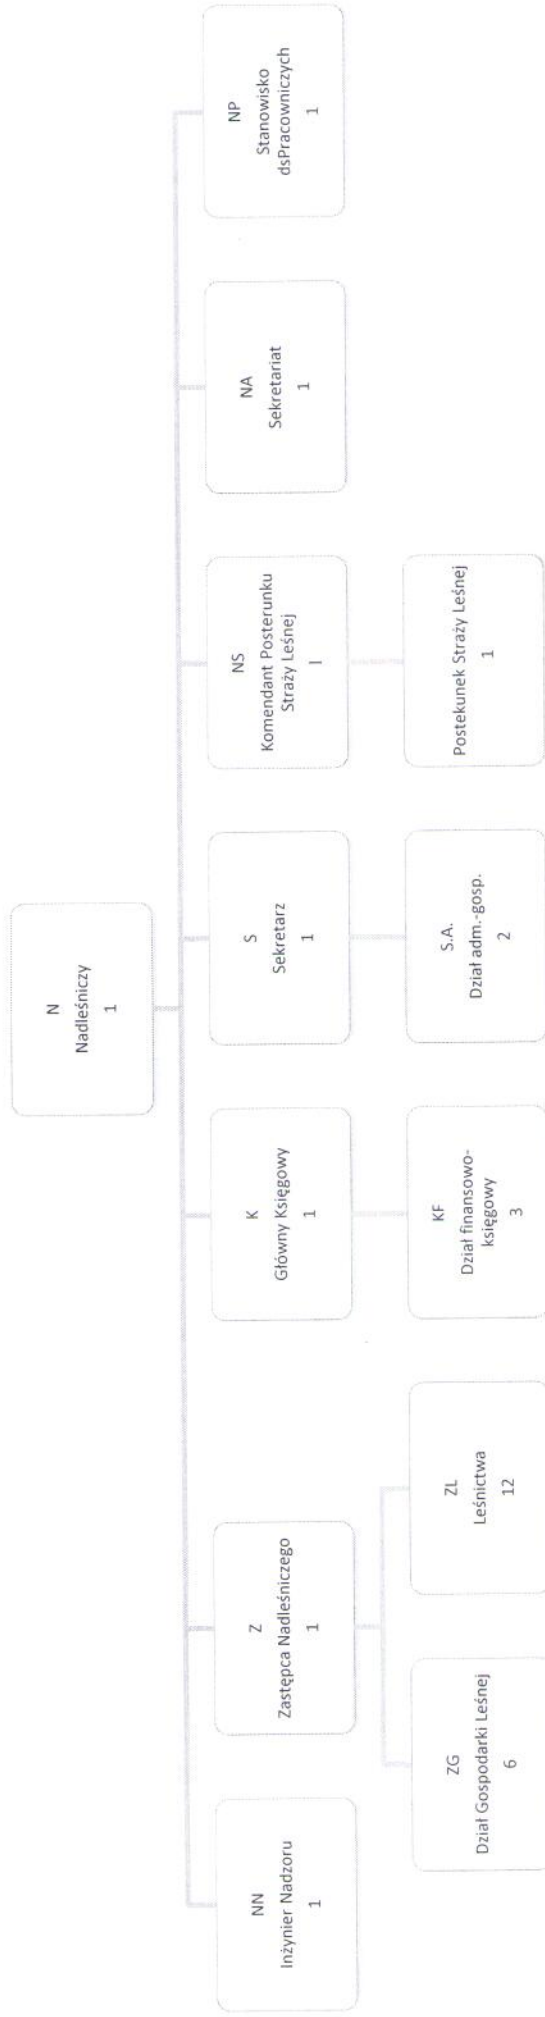 N
Nadleśniczy
1
NN
Inżynier Nadzoru
1
Z
Zastępca Nadleśniczego
1
K
Główny Księgowy
1
S
Sekretarz
1
NS
Komendant Posterunku
Straży Leśnej
I
NA
Sekretariat
1
NP
Stanowisko
dsPracowniczych
1
ZG
Dział Gospodarki Leśnej
6
ZL
Leśnictwa
12
KF
Dział finansowo-
księgowy
3
S.A.
Dział adm.-gosp.
2
Postekunek Straży Leśnej
1